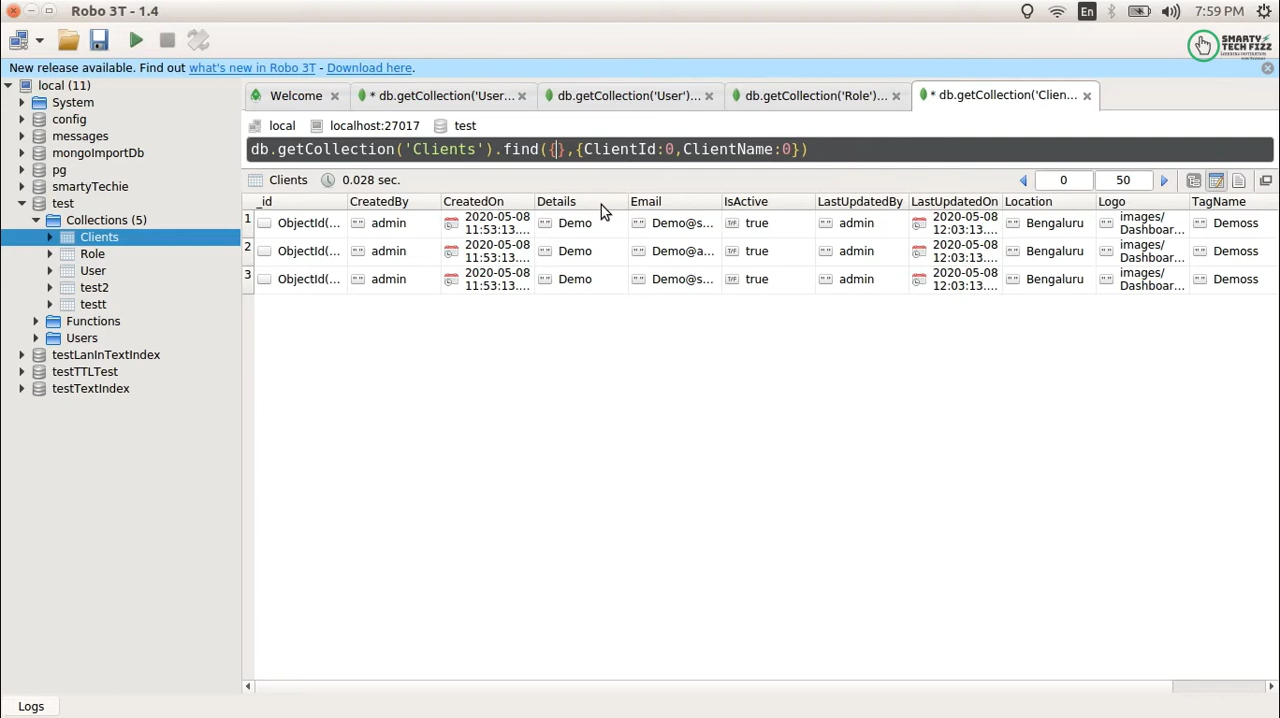 Robo 3T - 1.4
En
7:59 PM
SMARTY
TECH FIZZ
New release available. Find out what's new in Robo 3T - Download here.
local (11)
System
config
messages
mongoImportDb
pg
smartyTechie
test
Collections (5)
Clients
Role
User
test2
testt
Functions
Users
testLanInTextIndex
testTTLTest
testTextIndex
Welcome
* db.getCollection('User...
db.getCollection('User')...
db.getCollection('Role')...
* db.getCollection('Clien...
local localhost:27017 test
db.getCollection('Clients').find({},{ClientId:0,ClientName:0})
Clients 0.028 sec.
0 50
_id CreatedBy CreatedOn Details Email IsActive LastUpdatedBy LastUpdatedOn Location Logo TagName
1 ObjectId(... admin 2020-05-08 11:53:13.... Demo Demo@s... true admin 2020-05-08 12:03:13.... Bengaluru images/ Dashboar... Demoss
2 ObjectId(... admin 2020-05-08 11:53:13.... Demo Demo@a... true admin 2020-05-08 12:03:13.... Bengaluru images/ Dashboar... Demoss
3 ObjectId(... admin 2020-05-08 11:53:13.... Demo Demo@s... true admin 2020-05-08 12:03:13.... Bengaluru images/ Dashboar... Demoss
Logs